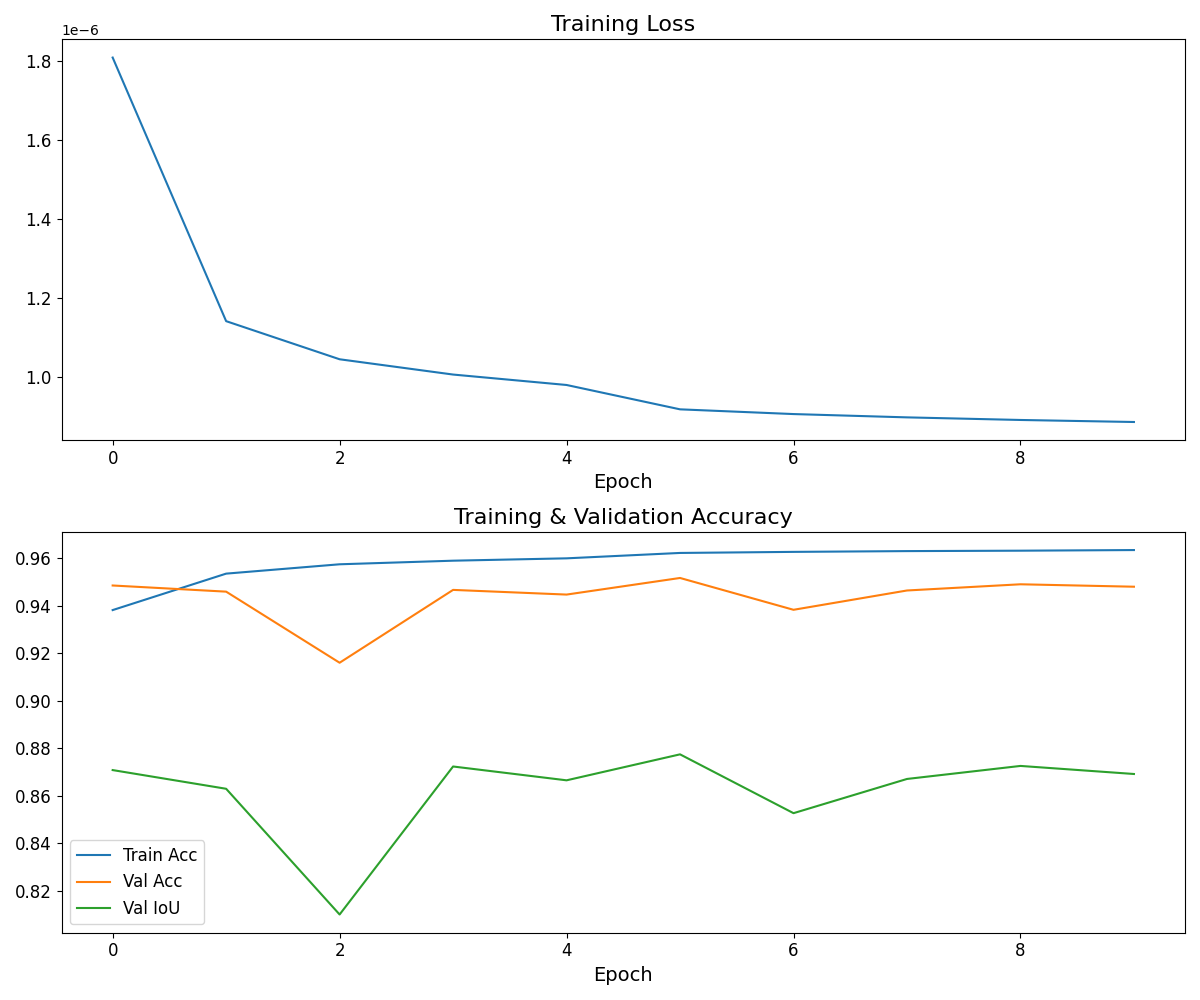 Training Loss
1e−6
1.8
1.6
1.4
1.2
1.0
0 2 4 6 8
Epoch
Training & Validation Accuracy
0.96
0.94
0.92
0.90
0.88
0.86
0.84
0.82
Train Acc
Val Acc
Val IoU
0 2 4 6 8
Epoch